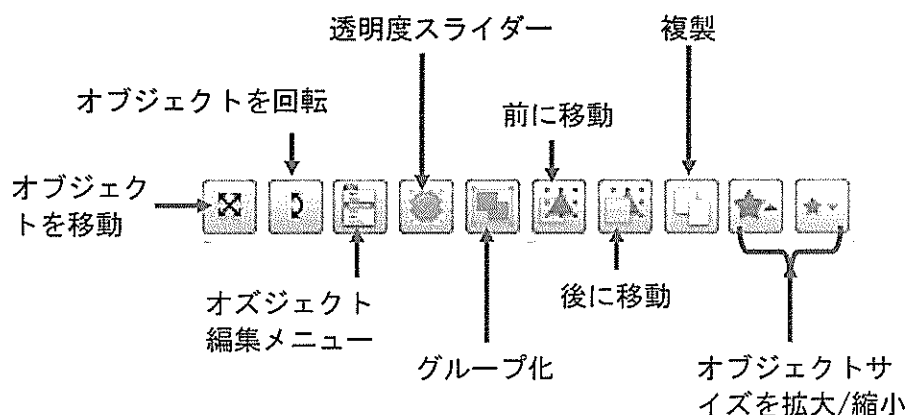 透明度スライダー
複製
オブジェクトを回転
前に移動
オブジェク
トを移動
オズジェクト
編集メニュー
後に移動
グループ化
オブジェクトサ
イズを拡大/縮小